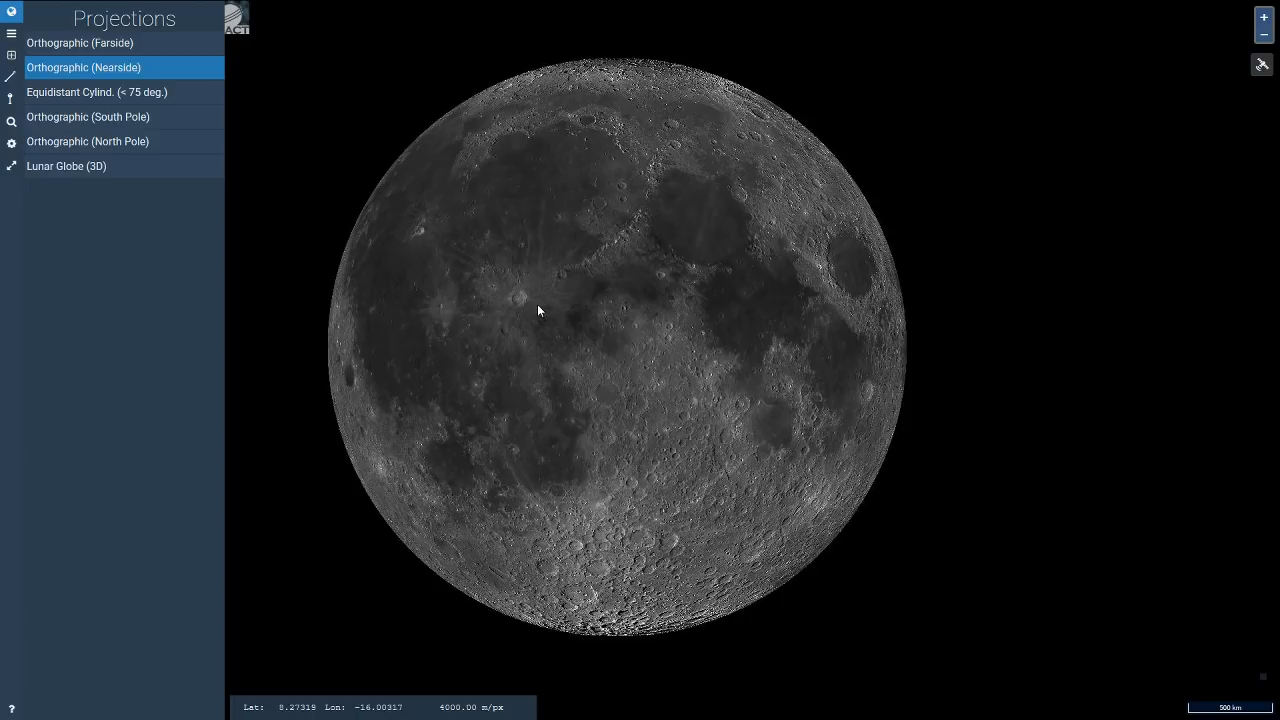 Projections
ACT
Orthographic (Farside)
Orthographic (Nearside)
Equidistant Cylind. (< 75 deg.)
Orthographic (South Pole)
Orthographic (North Pole)
Lunar Globe (3D)
+
−
?
Lat: 8.27319 Lon: -16.00317 4000.00 m/px
500 km